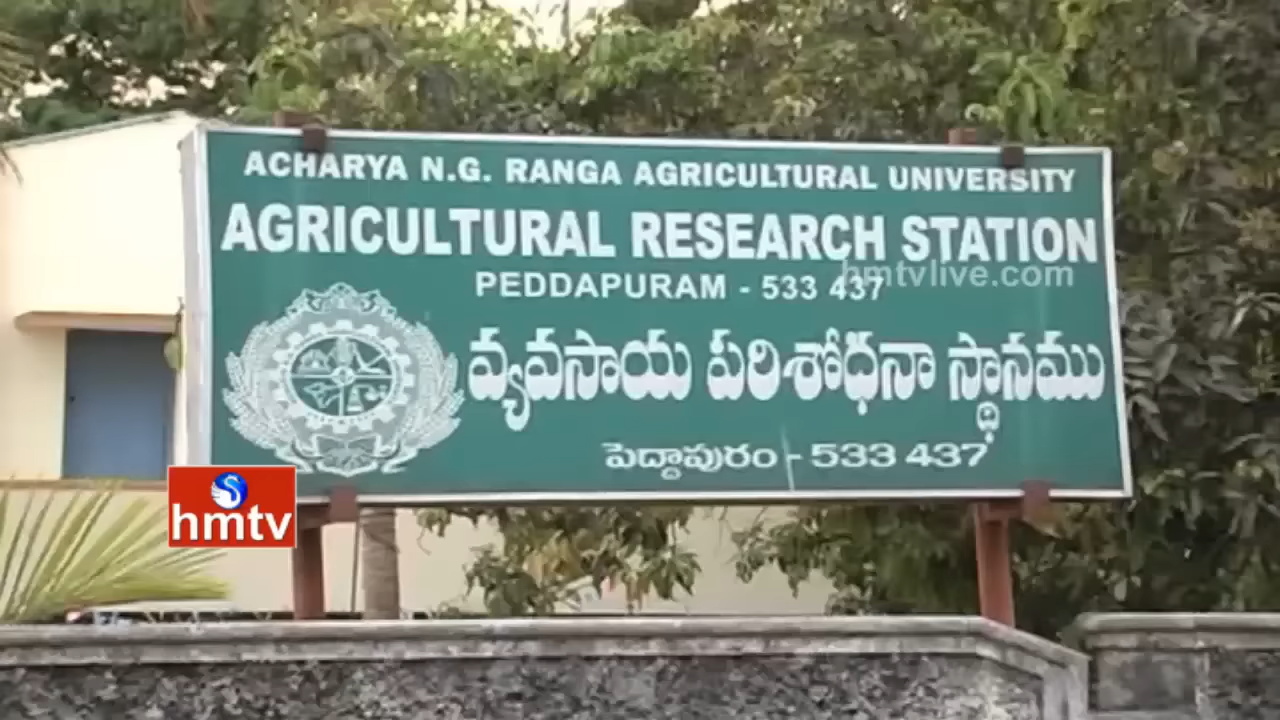 ACHARYA N.G. RANGA AGRICULTURAL UNIVERSITY
AGRICULTURAL RESEARCH STATION
PEDDAPURAM - 533 437
hmtvlive.com
వ్యవసాయ పరిశోధనా స్థానము
పెద్దాపురం - 533 437
hmtv